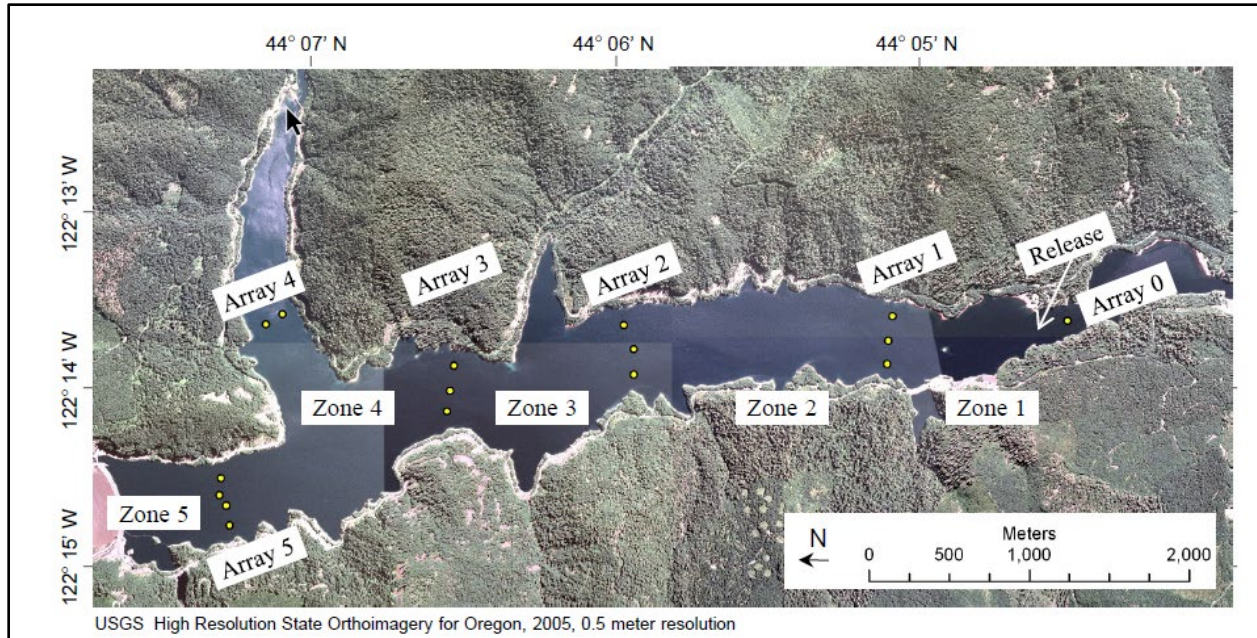 44° 07' N
44° 06' N
44° 05' N
122° 13' W
122° 14' W
122° 15' W
Array 4
Array 3
Array 2
Array 1
Release
Array 0
Zone 4
Zone 3
Zone 2
Zone 1
Zone 5
Array 5
N
Meters
0 500 1,000 2,000
USGS High Resolution State Orthoimagery for Oregon, 2005, 0.5 meter resolution